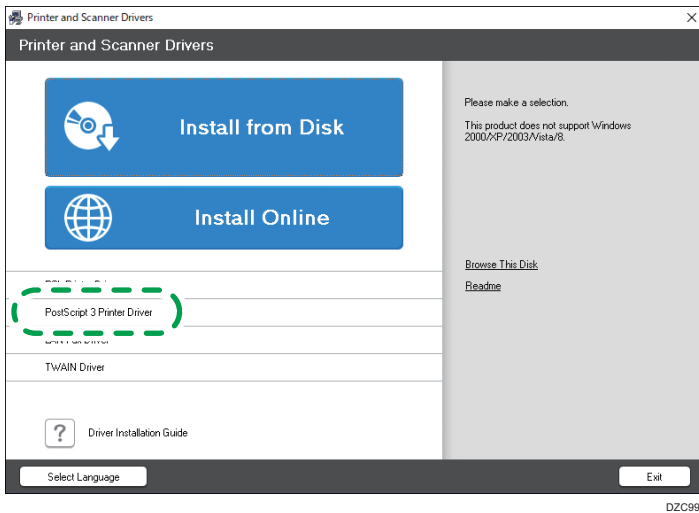 Printer and Scanner Drivers
Printer and Scanner Drivers
Install from Disk
Install Online
PostScript 3 Printer Driver
TWAIN Driver
Driver Installation Guide
Please make a selection.
This product does not support Windows
2000/XP/2003/Vista/8.
Browse This Disk
Readme
Select Language
Exit
DZC99